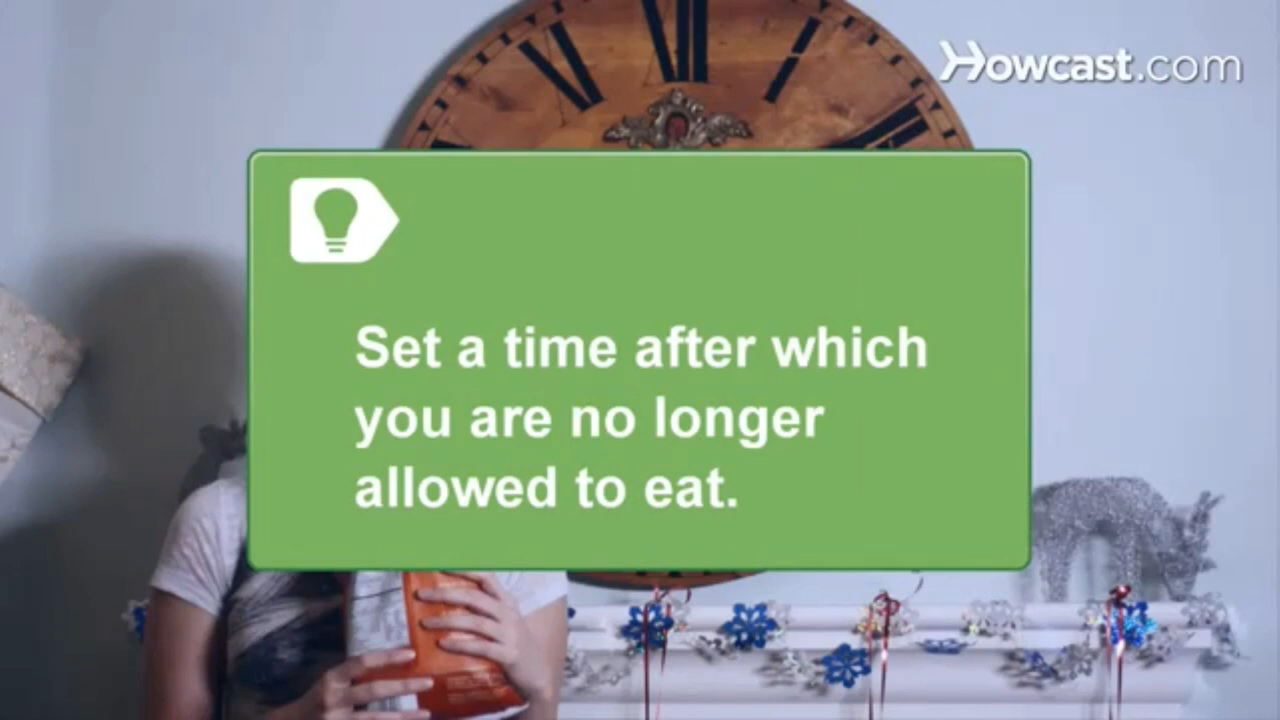 Howcast.com
Set a time after which
you are no longer
allowed to eat.